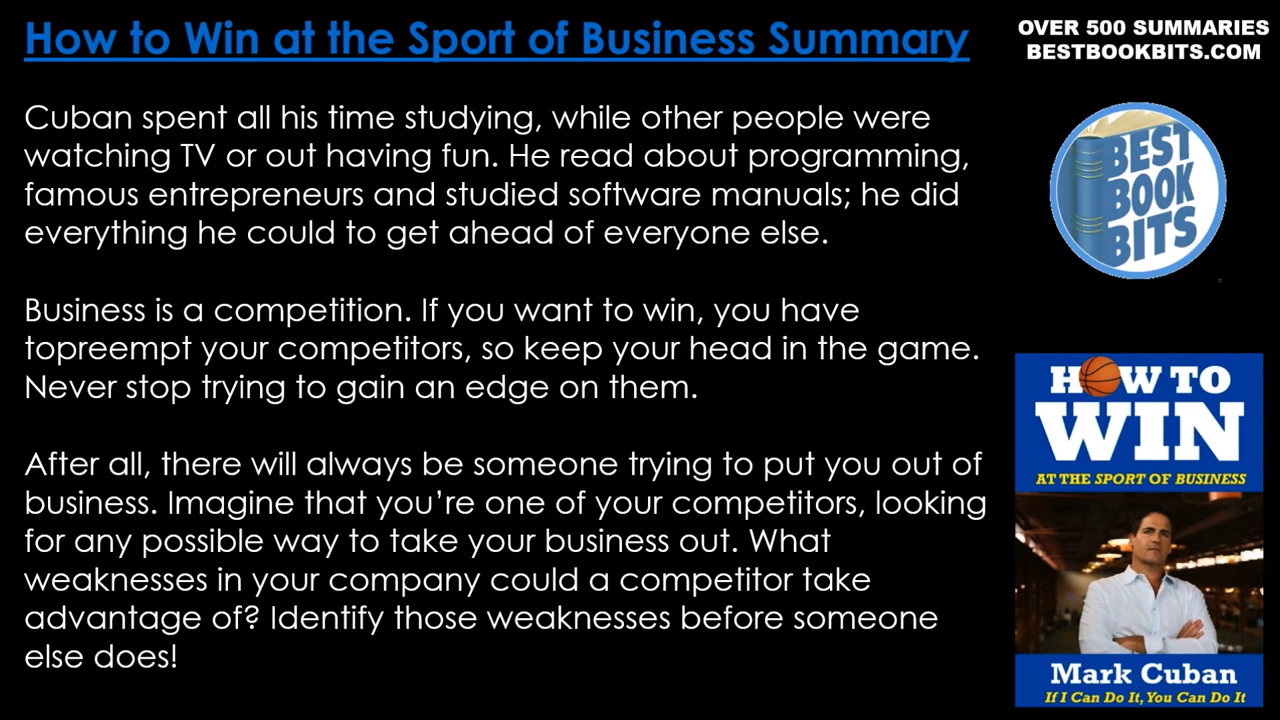 How to Win at the Sport of Business Summary
OVER 500 SUMMARIES
BESTBOOKBITS.COM
Cuban spent all his time studying, while other people were
watching TV or out having fun. He read about programming,
famous entrepreneurs and studied software manuals; he did
everything he could to get ahead of everyone else.
Business is a competition. If you want to win, you have
topreempt your competitors, so keep your head in the game.
Never stop trying to gain an edge on them.
After all, there will always be someone trying to put you out of
business. Imagine that you’re one of your competitors, looking
for any possible way to take your business out. What
weaknesses in your company could a competitor take
advantage of? Identify those weaknesses before someone
else does!
BEST
BOOK
BITS
HOW TO
WIN
AT THE SPORT OF BUSINESS
Mark Cuban
If I Can Do It, You Can Do It